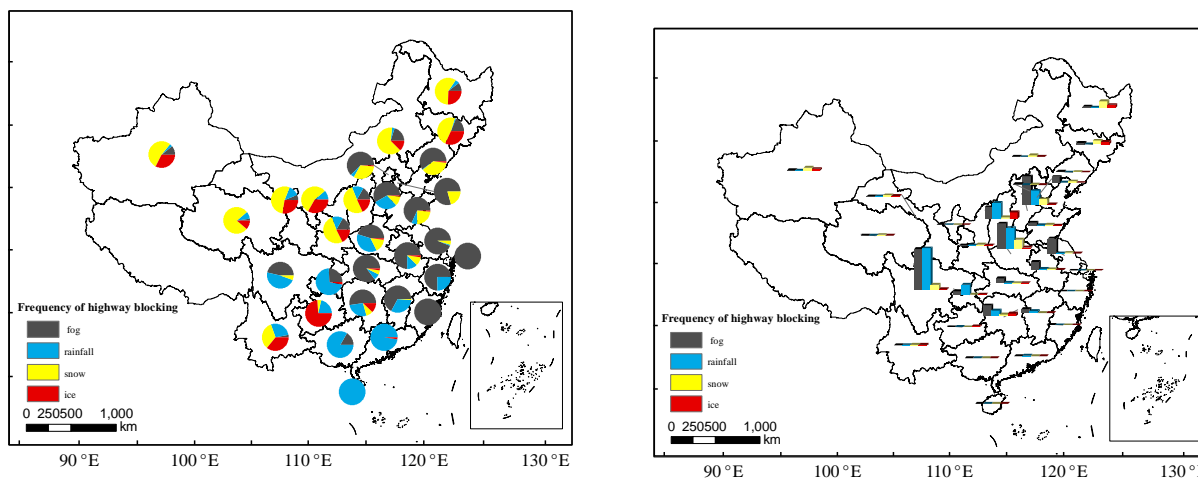 Frequency of highway blocking
fog
rainfall
snow
ice
0 250500 1,000
km
90 °E 100 °E 110 °E 120 °E 130 °E
Frequency of highway blocking
fog
rainfall
snow
ice
0 250500 1,000
km
90 °E 100 °E 110 °E 120 °E 130 °E